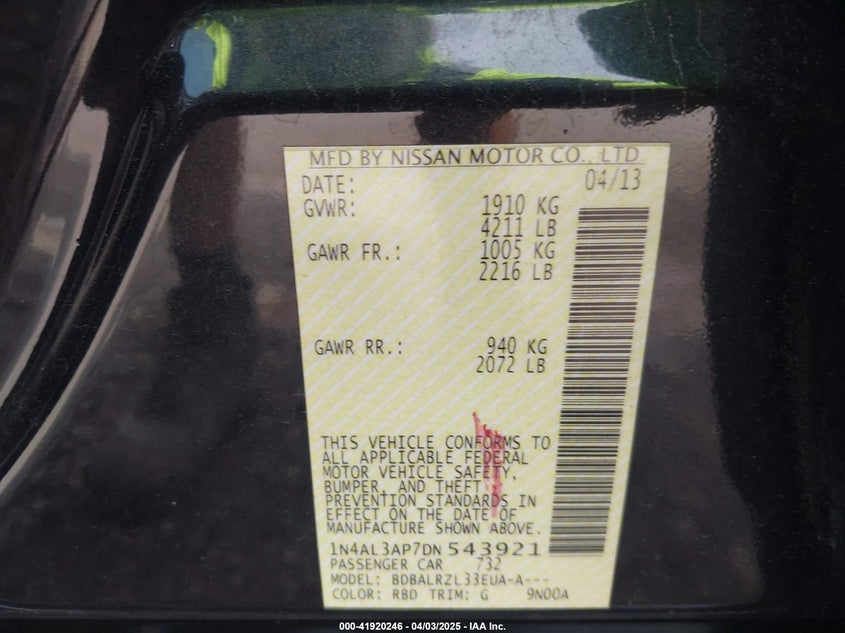 MFD BY NISSAN MOTOR CO., LTD
DATE: 04/13
GVWR: 1910 KG
4211 LB
GAWR FR.: 1005 KG
2216 LB
GAWR RR.: 940 KG
2072 LB
THIS VEHICLE CONFORMS TO
ALL APPLICABLE FEDERAL
MOTOR VEHICLE SAFETY,
BUMPER, AND THEFT
PREVENTION STANDARDS IN
EFFECT ON THE DATE OF
MANUFACTURE SHOWN ABOVE.
1N4AL3AP7DN543921
PASSENGER CAR 732
MODEL: BDBALRZL33EUA-A---
COLOR: RBD TRIM: G 9N00A
000-41920246 - 04/03/2025 - IAA Inc.